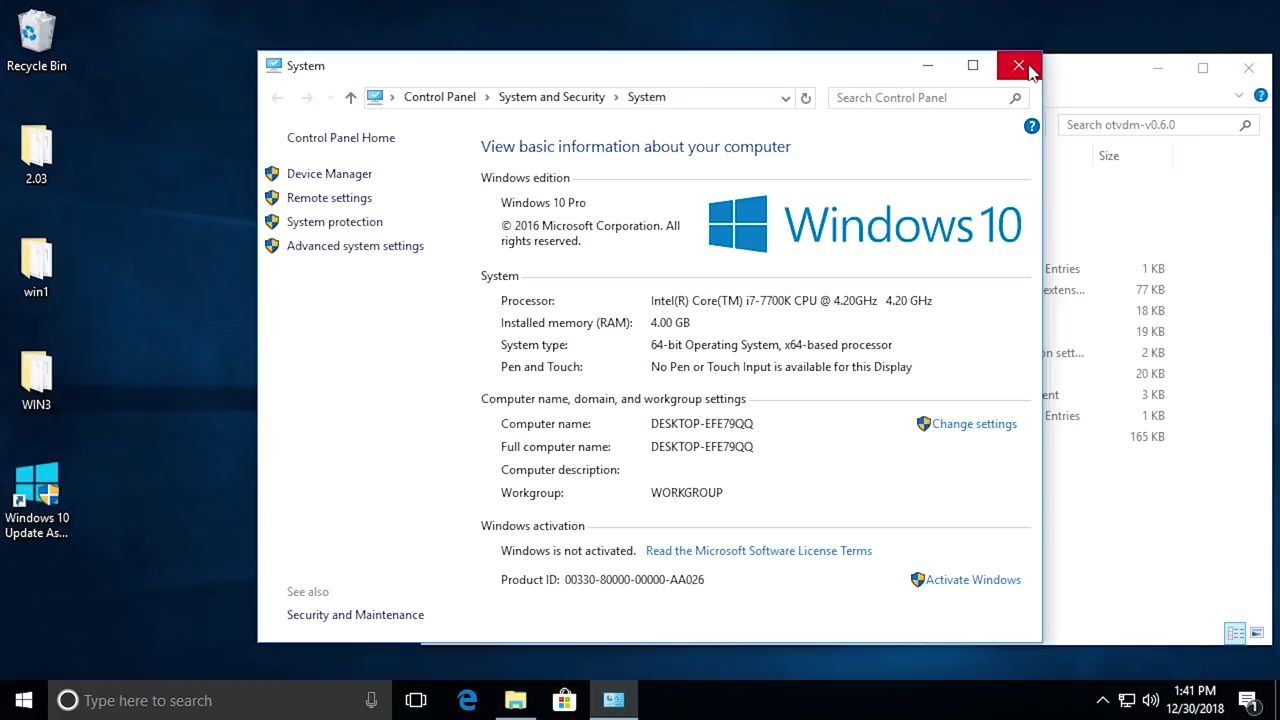 Recycle Bin
2.03
win1
WIN3
Windows 10
Update As...
System
Control Panel
System and Security
System
Search Control Panel
Control Panel Home
Device Manager
Remote settings
System protection
Advanced system settings
See also
Security and Maintenance
View basic information about your computer
Windows edition
Windows 10 Pro
© 2016 Microsoft Corporation. All
rights reserved.
Windows 10
System
Processor: Intel(R) Core(TM) i7-7700K CPU @ 4.20GHz 4.20 GHz
Installed memory (RAM): 4.00 GB
System type: 64-bit Operating System, x64-based processor
Pen and Touch: No Pen or Touch Input is available for this Display
Computer name, domain, and workgroup settings
Computer name: DESKTOP-EFE79QQ Change settings
Full computer name: DESKTOP-EFE79QQ
Computer description:
Workgroup: WORKGROUP
Windows activation
Windows is not activated. Read the Microsoft Software License Terms
Product ID: 00330-80000-00000-AA026 Activate Windows
Search otvdm-v0.6.0
Size
Entries 1 KB
extens... 77 KB
18 KB
19 KB
on sett... 2 KB
20 KB
ent 3 KB
Entries 1 KB
165 KB
Type here to search
1:41 PM
12/30/2018
1